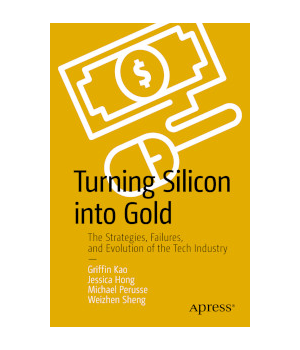 $
Turning Silicon
into Gold
The Strategies, Failures,
and Evolution of the Tech Industry
—
Griffin Kao
Jessica Hong
Michael Perusse
Weizhen Sheng
Apress®